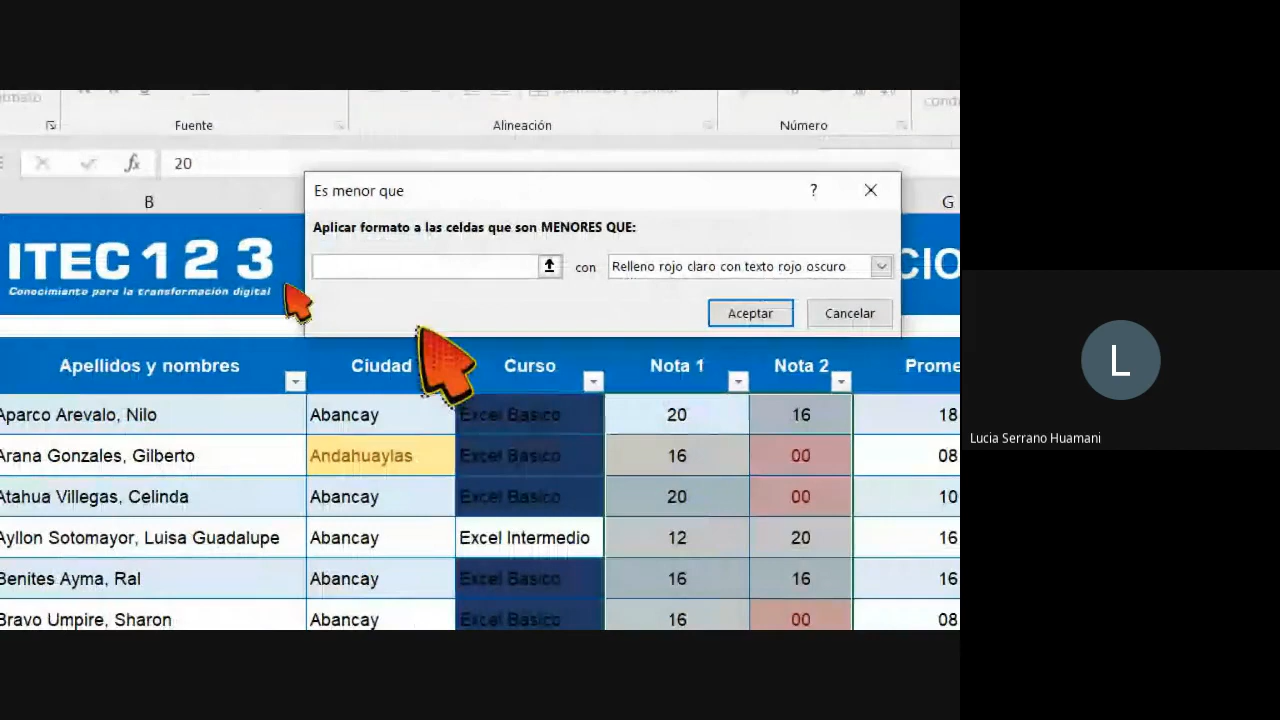 Fuente Alineación Número
fx 20
B G
Es menor que ?
Aplicar formato a las celdas que son MENORES QUE:
con Relleno rojo claro con texto rojo oscuro
Aceptar Cancelar
ITEC 1 2 3
Conocimiento para la transformación digital
CIO
Apellidos y nombres Ciudad Curso Nota 1 Nota 2 Prome
Aparco Arevalo, Nilo Abancay Excel Basico 20 16 18
Arana Gonzales, Gilberto Andahuaylas Excel Basico 16 00 08
Atahua Villegas, Celinda Abancay Excel Basico 20 00 10
Ayllon Sotomayor, Luisa Guadalupe Abancay Excel Intermedio 12 20 16
Benites Ayma, Ral Abancay Excel Basico 16 16 16
Bravo Umpire, Sharon Abancay Excel Basico 16 00 08
L
Lucia Serrano Huamani